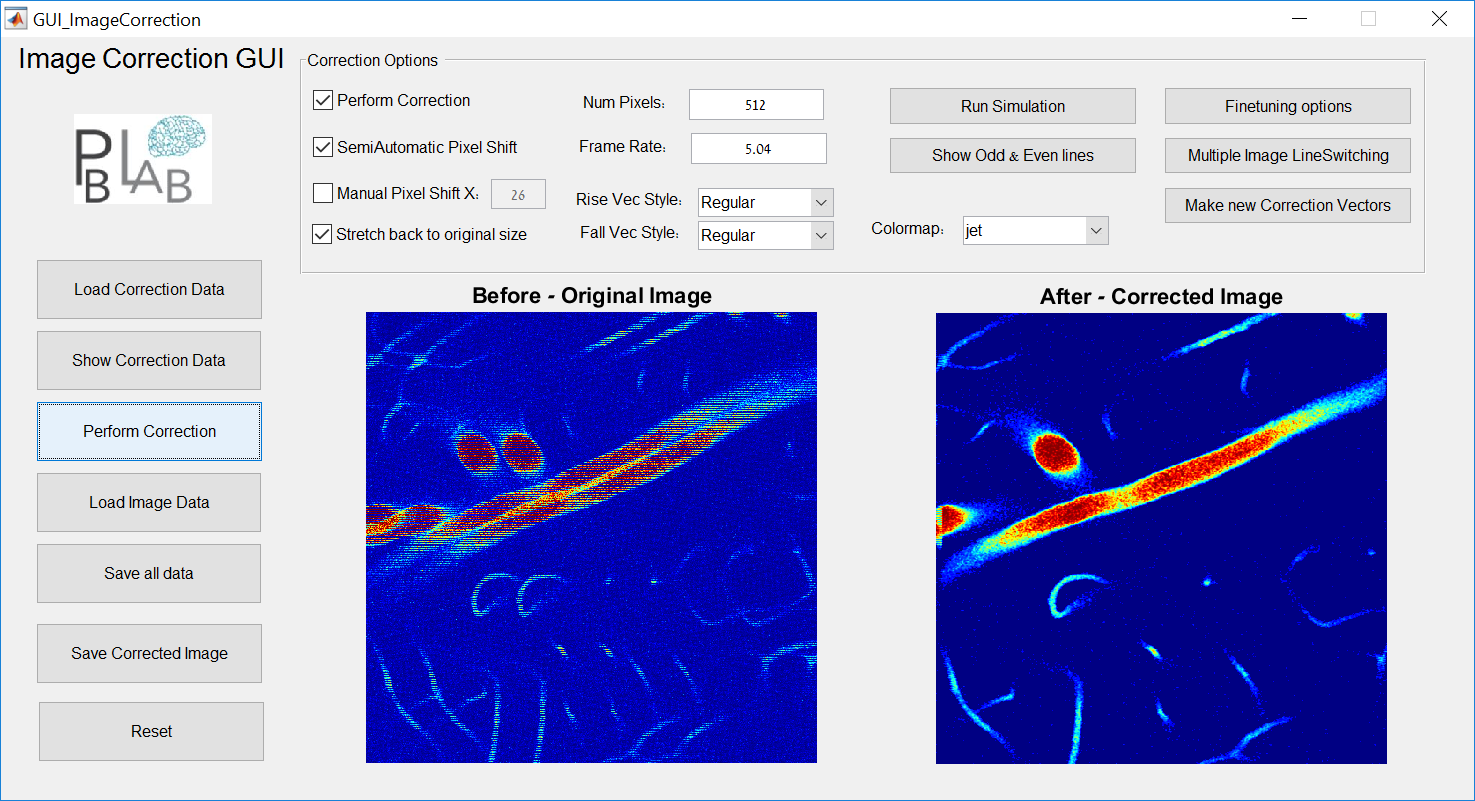 GUI_ImageCorrection
Image Correction GUI
PB LAB
Correction Options
Perform Correction
SemiAutomatic Pixel Shift
Manual Pixel Shift X: 26
Stretch back to original size
Num Pixels: 512
Frame Rate: 5.04
Rise Vec Style: Regular
Fall Vec Style: Regular
Run Simulation
Show Odd & Even lines
Colormap: jet
Finetuning options
Multiple Image LineSwitching
Make new Correction Vectors
Load Correction Data
Show Correction Data
Perform Correction
Load Image Data
Save all data
Save Corrected Image
Reset
Before - Original Image
After - Corrected Image